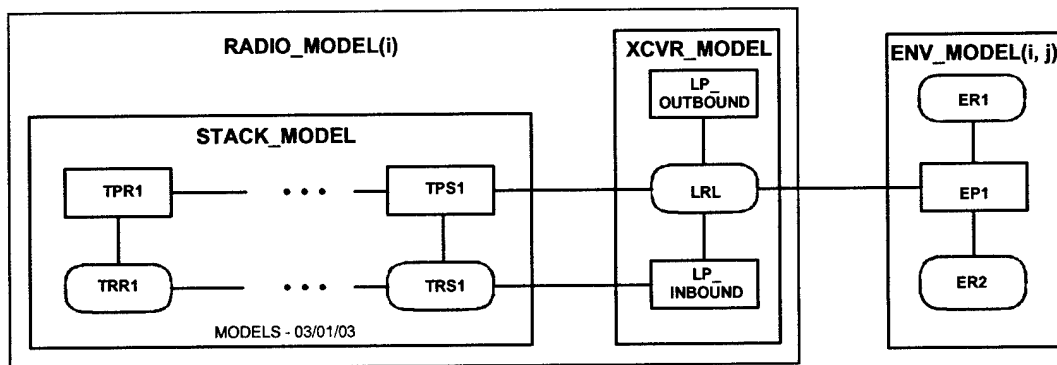 RADIO_MODEL(i)
XCVR_MODEL
ENV_MODEL(i, j)
LP_
OUTBOUND
ER1
STACK_MODEL
TPR1
TPS1
LRL
EP1
TRR1
TRS1
LP_
INBOUND
ER2
MODELS - 03/01/03